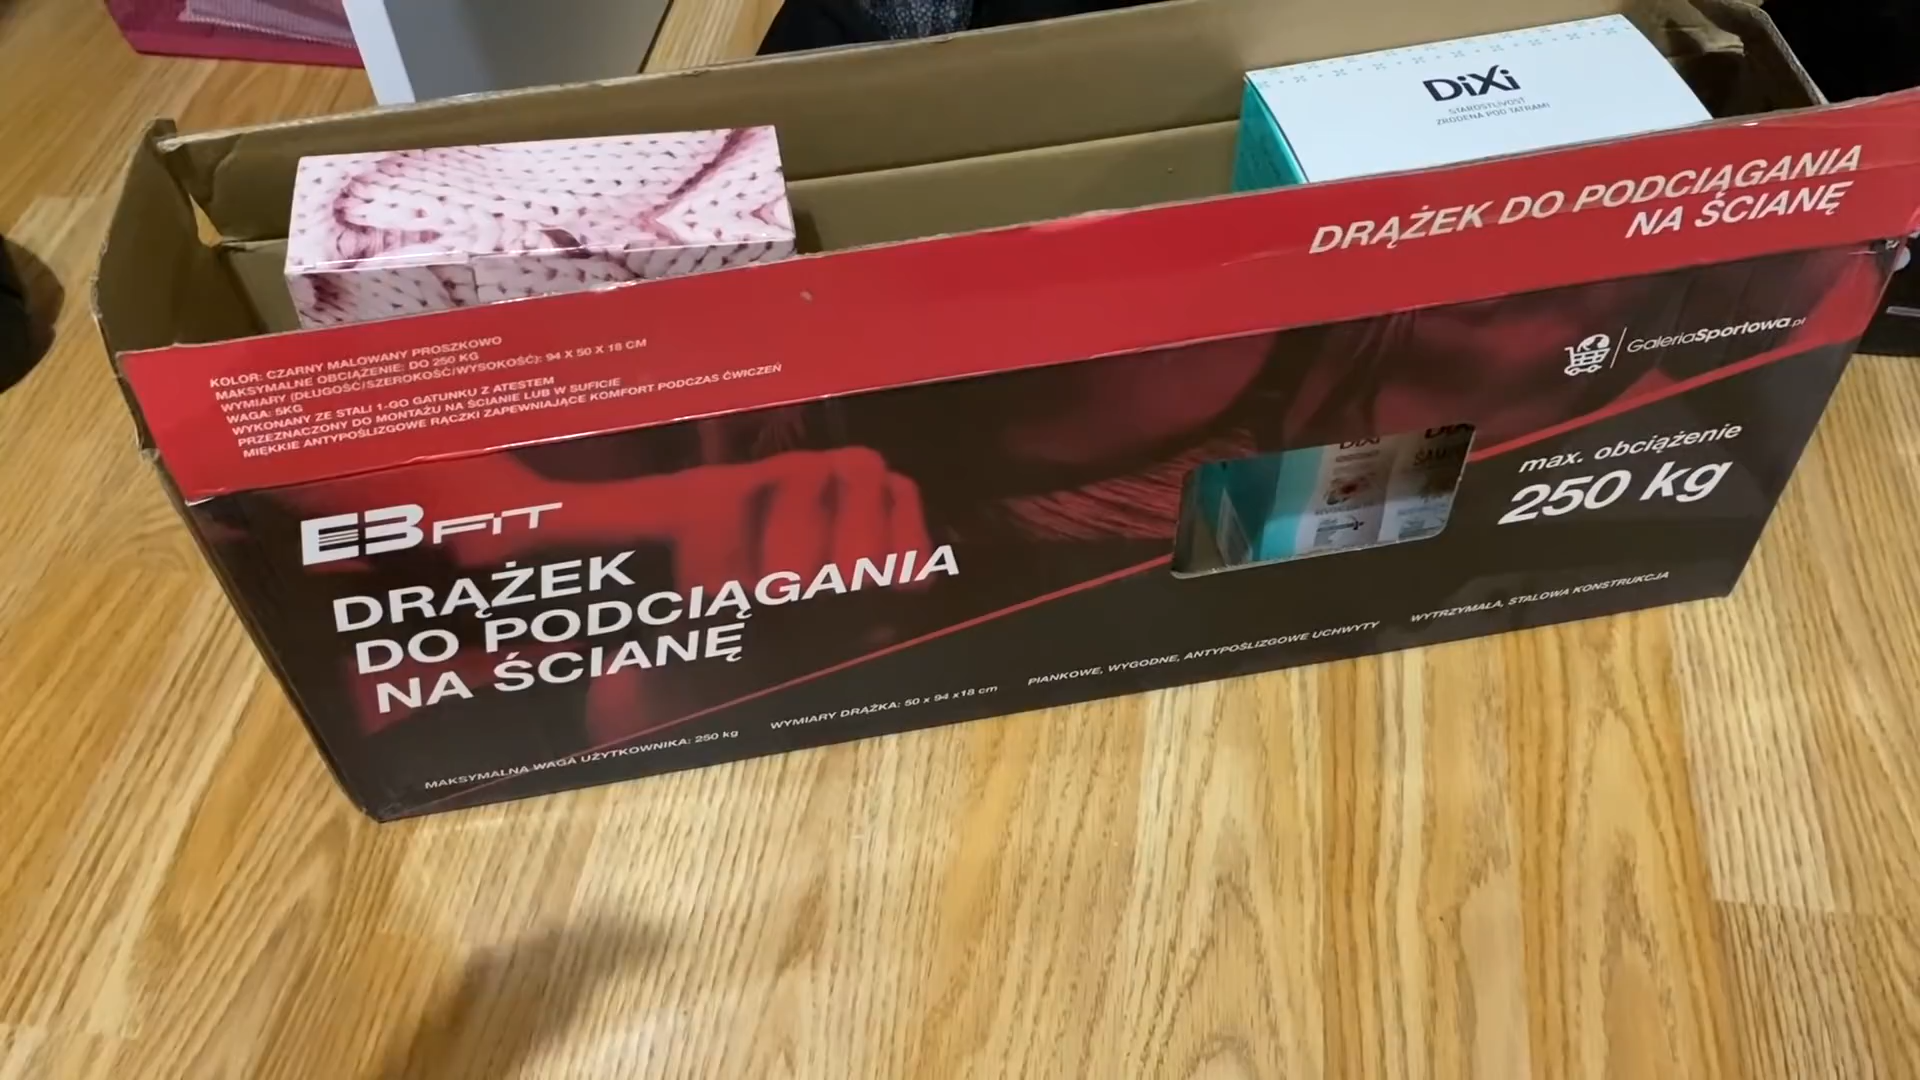 DiXi
STAROSTLIVOSŤ
ZRODENÁ POD TATRAMI
DRĄŻEK DO PODCIĄGANIA
NA ŚCIANĘ
KOLOR: CZARNY MALOWANY PROSZKOWO
MAKSYMALNE OBCIĄŻENIE: DO 250 KG
WYMIARY (DŁUGOŚĆ/SZEROKOŚĆ/WYSOKOŚĆ): 94 X 50 X 18 CM
WAGA: 5KG
WYKONANY ZE STALI 1-GO GATUNKU Z ATESTEM
PRZEZNACZONY DO MONTAŻU NA ŚCIANIE LUB W SUFICIE
MIĘKKIE ANTYPOŚLIZGOWE RĄCZKI ZAPEWNIAJĄCE KOMFORT PODCZAS ĆWICZEŃ
GaleriaSportowa.pl
EB FIT
DRĄŻEK
DO PODCIĄGANIA
NA ŚCIANĘ
DiXi
DiXi
max. obciążenie
250 kg
MAKSYMALNA WAGA UŻYTKOWNIKA: 250 kg
WYMIARY DRĄŻKA: 50 x 94 x18 cm
PIANKOWE, WYGODNE, ANTYPOŚLIZGOWE UCHWYTY
WYTRZYMAŁA, STALOWA KONSTRUKCJA